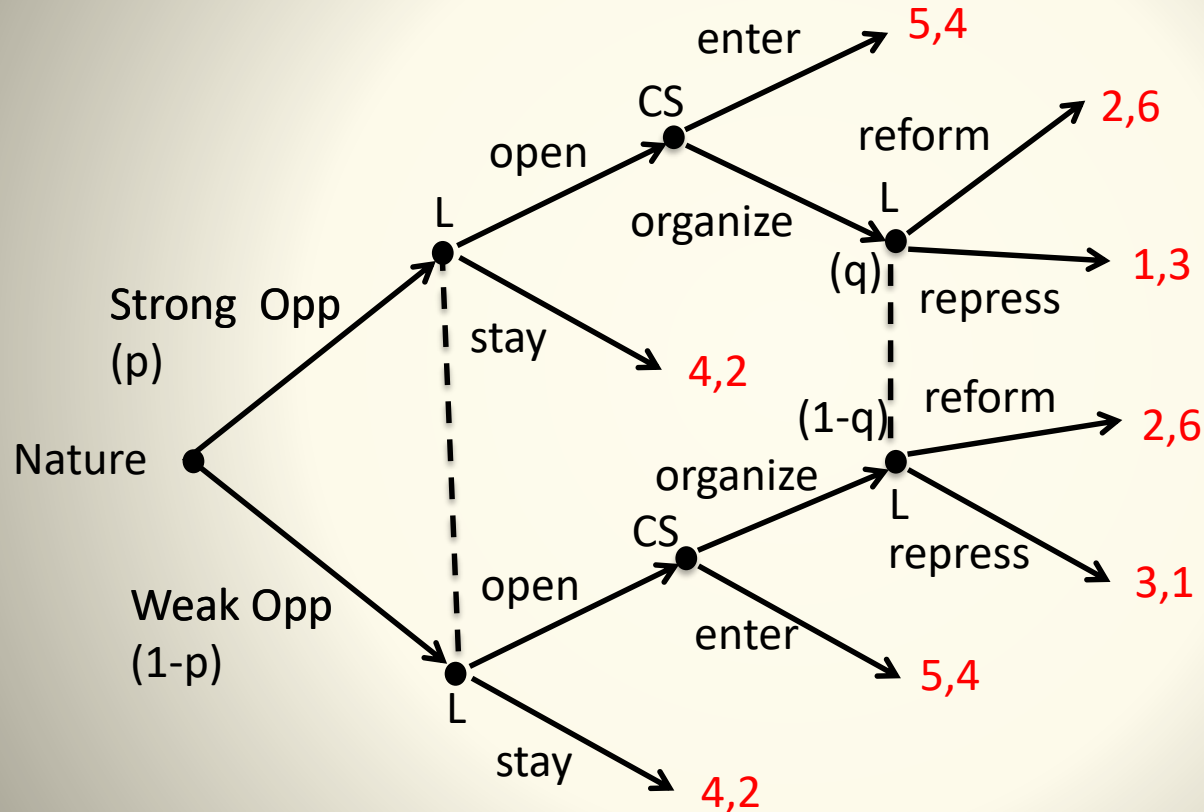 enter
5,4
CS
reform
2,6
open
organize
L
L
(q)
repress
1,3
Strong Opp
(p)
stay
4,2
(1-q)
reform
2,6
Nature
organize
L
CS
repress
3,1
open
enter
Weak Opp
(1-p)
5,4
L
stay
4,2